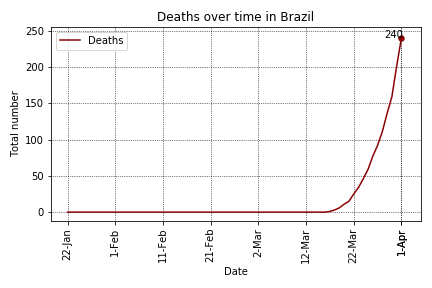 Deaths over time in Brazil
Deaths
240
250
200
150
100
50
0
Total number
22-Jan
1-Feb
11-Feb
21-Feb
2-Mar
12-Mar
22-Mar
1-Apr
Date